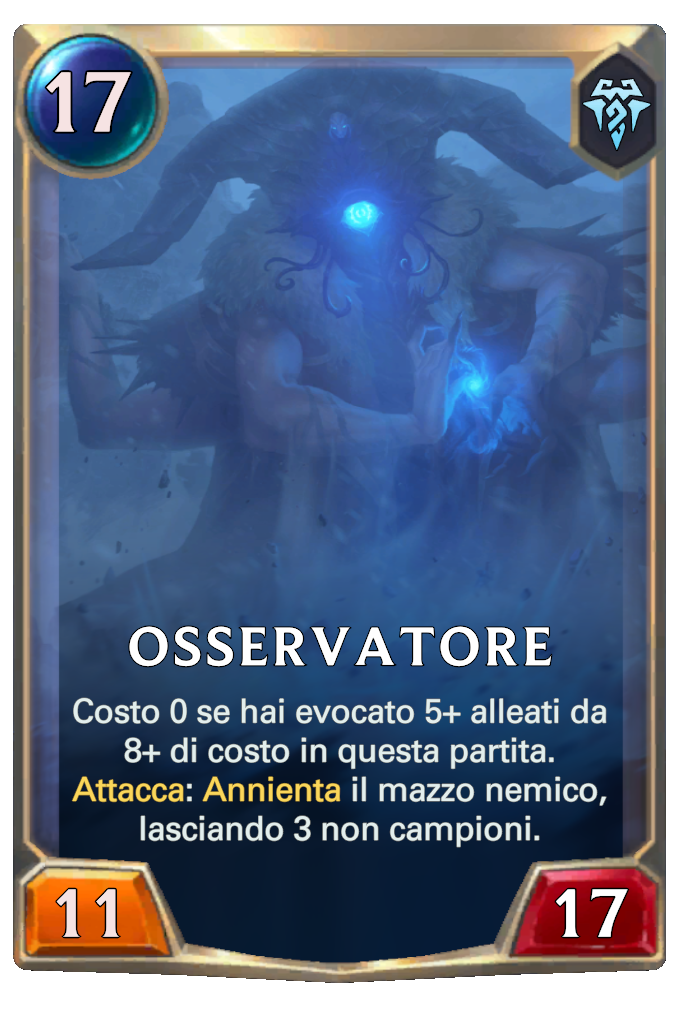 17
OSSERVATORE
Costo 0 se hai evocato 5+ alleati da
8+ di costo in questa partita.
Attacca: Annienta il mazzo nemico,
lasciando 3 non campioni.
11
17